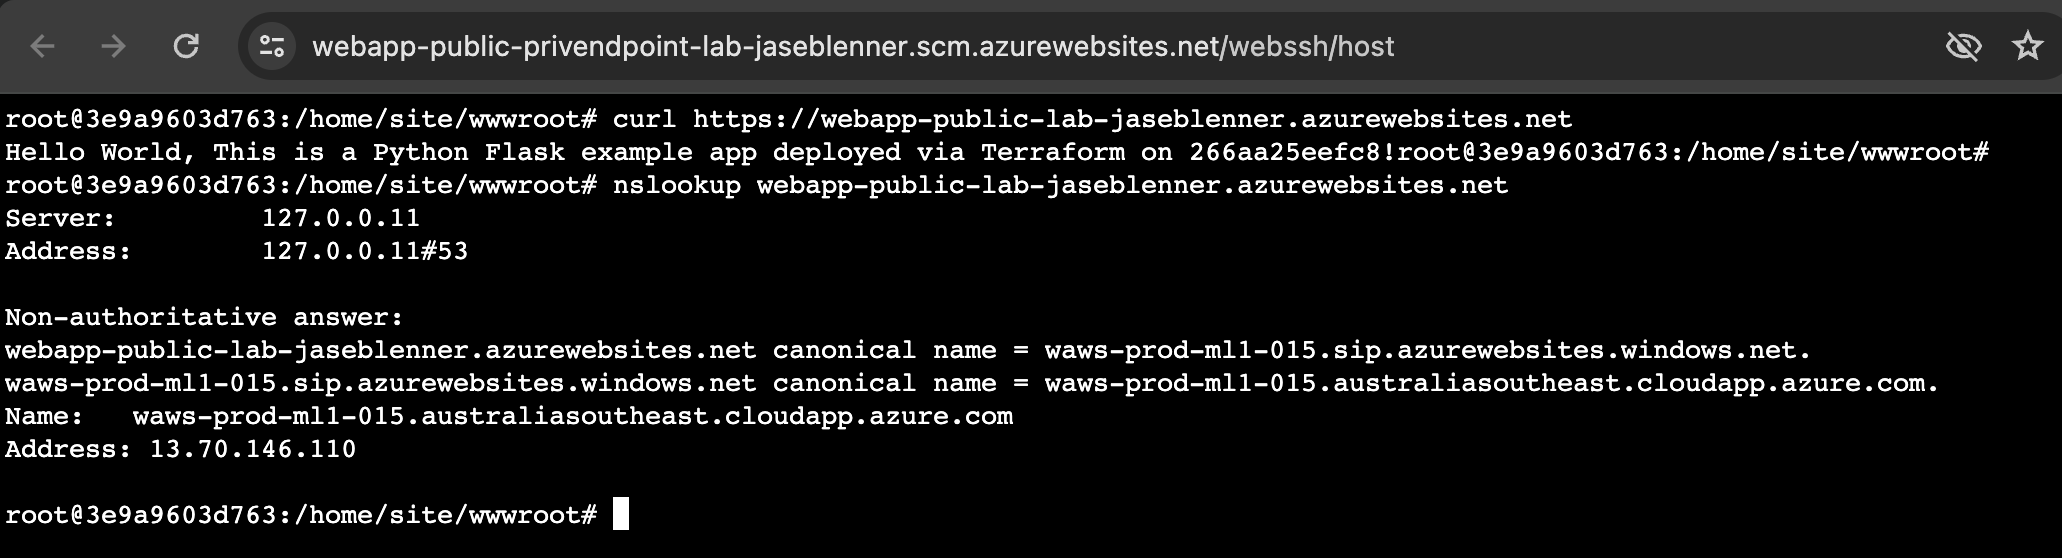 webapp-public-privendpoint-lab-jaseblenner.scm.azurewebsites.net/webssh/host
root@3e9a9603d763:/home/site/wwwroot# curl https://webapp-public-lab-jaseblenner.azurewebsites.net
Hello World, This is a Python Flask example app deployed via Terraform on 266aa25eefc8!root@3e9a9603d763:/home/site/wwwroot#
root@3e9a9603d763:/home/site/wwwroot# nslookup webapp-public-lab-jaseblenner.azurewebsites.net
Server:         127.0.0.11
Address:        127.0.0.11#53
Non-authoritative answer:
webapp-public-lab-jaseblenner.azurewebsites.net canonical name = waws-prod-ml1-015.sip.azurewebsites.windows.net.
waws-prod-ml1-015.sip.azurewebsites.windows.net canonical name = waws-prod-ml1-015.australiasoutheast.cloudapp.azure.com.
Name:   waws-prod-ml1-015.australiasoutheast.cloudapp.azure.com
Address: 13.70.146.110
root@3e9a9603d763:/home/site/wwwroot#